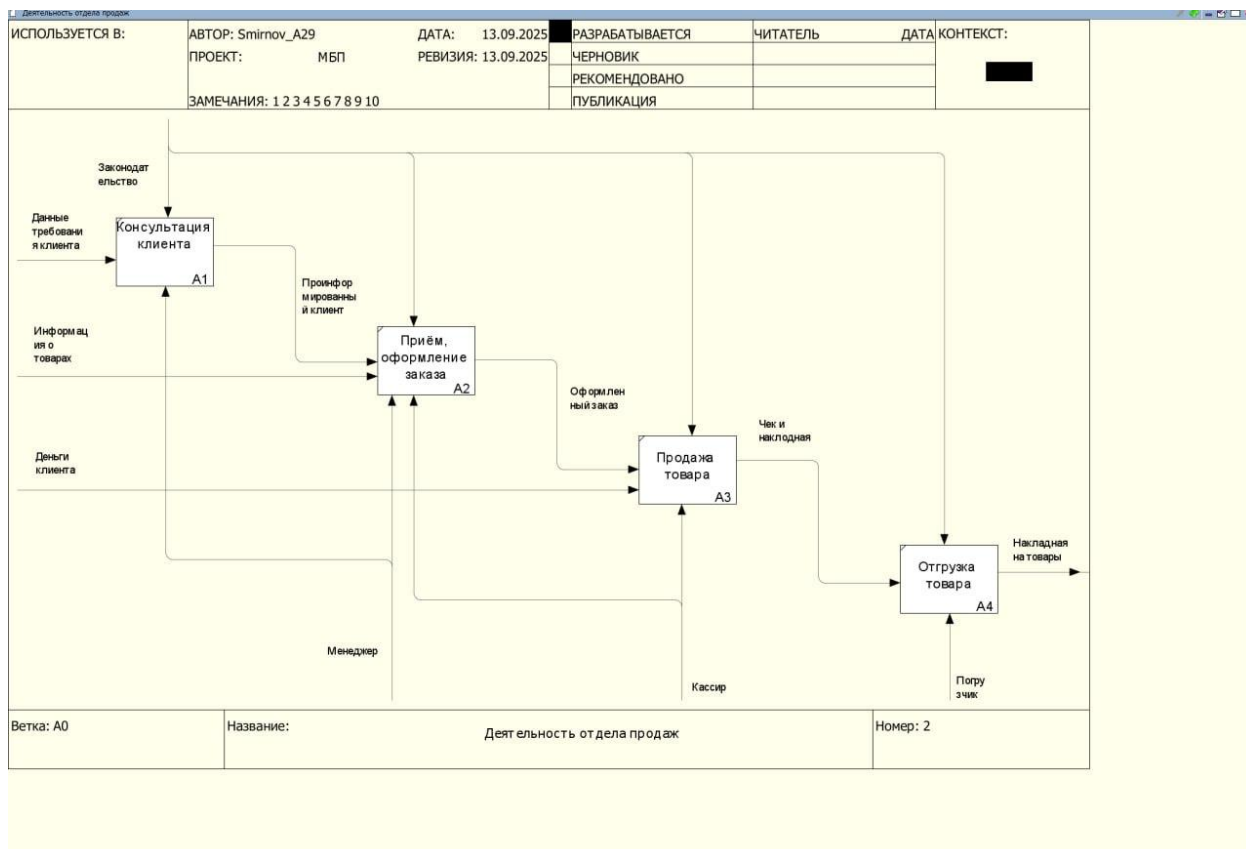 Деятельность отдела продаж
ИСПОЛЬЗУЕТСЯ В:
АВТОР: Smirnov_A29
ДАТА: 13.09.2025
ПРОЕКТ: МБП
РЕВИЗИЯ: 13.09.2025
ЗАМЕЧАНИЯ: 1 2 3 4 5 6 7 8 9 10
РАЗРАБАТЫВАЕТСЯ
ЧЕРНОВИК
РЕКОМЕНДОВАНО
ПУБЛИКАЦИЯ
ЧИТАТЕЛЬ
ДАТА
КОНТЕКСТ:
Законодат
ельство
Данные
требовани
я клиента
Консультация
клиента
A1
Проинфор
мированны
й клиент
Информац
ия о
товарах
Приём,
оформление
заказа
A2
Оформлен
ный заказ
Деньги
клиента
Продажа
товара
A3
Чек и
наклодная
Отгрузка
товара
A4
Накладная
на товары
Менеджер
Кассир
Погру
зчик
Ветка: A0
Название:
Деятельность отдела продаж
Номер: 2